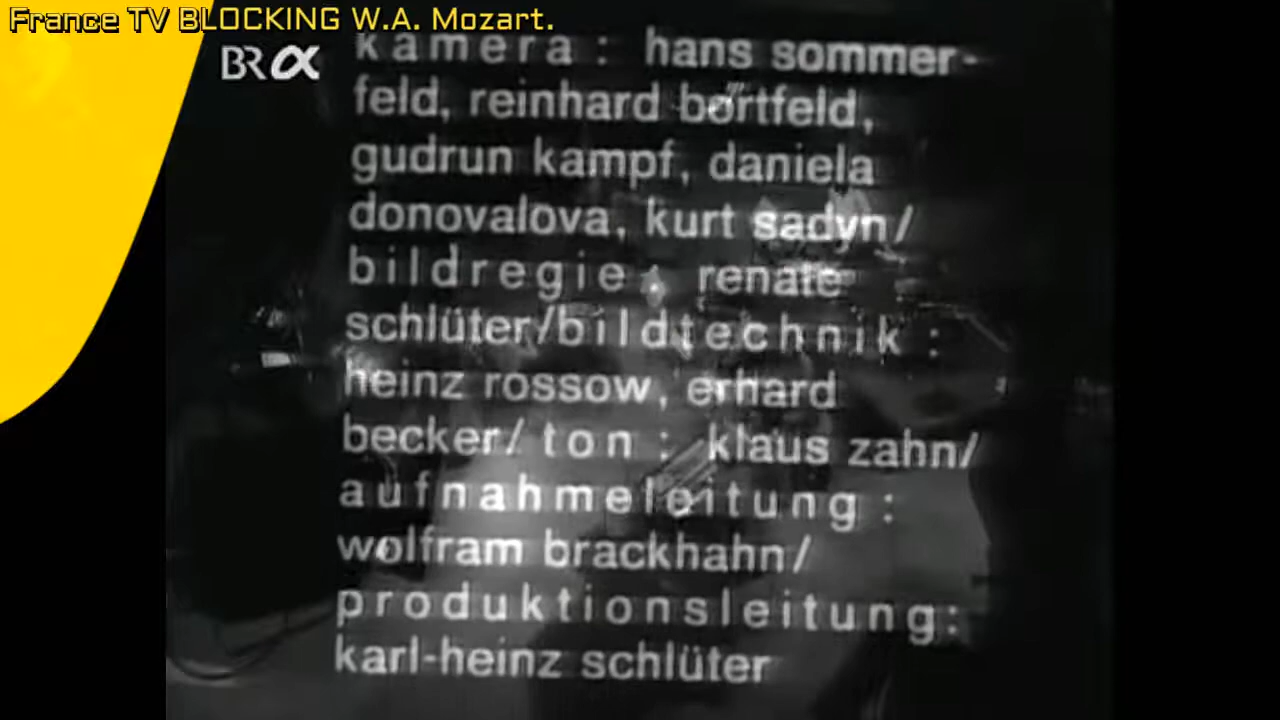 France TV BLOCKING W.A. Mozart.
BRα
kamera: hans sommer-
feld, reinhard bortfeld,
gudrun kampf, daniela
donovalova, kurt sadyn/
bildregie: renate
schlüter/bildtechnik:
heinz rossow, erhard
becker/ton: klaus zahn/
aufnahmeleitung:
wolfram brackhahn/
produktionsleitung:
karl-heinz schlüter